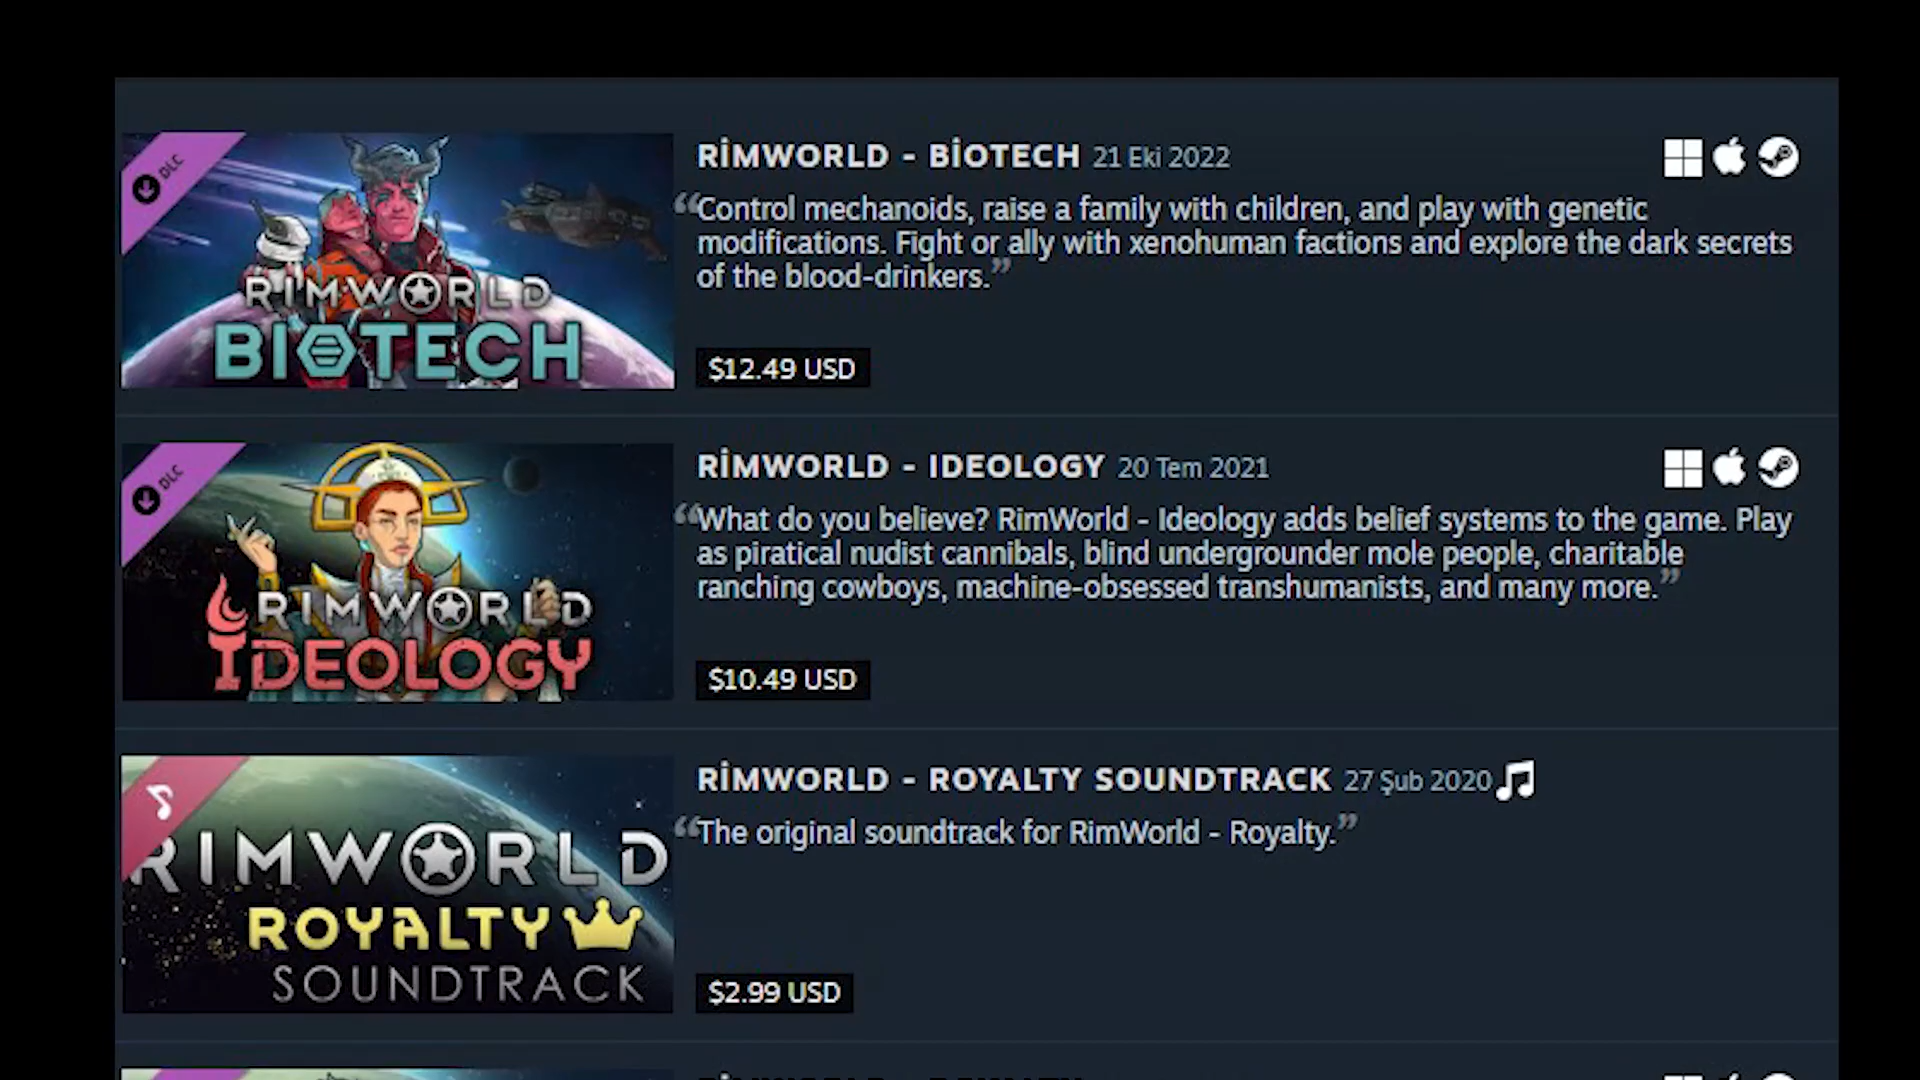 DLC
RIMWORLD
BIOTECH
RİMWORLD - BİOTECH 21 Eki 2022
“Control mechanoids, raise a family with children, and play with genetic
modifications. Fight or ally with xenohuman factions and explore the dark secrets
of the blood-drinkers.”
$12.49 USD
DLC
RIMWORLD
IDEOLOGY
RİMWORLD - IDEOLOGY 20 Tem 2021
“What do you believe? RimWorld - Ideology adds belief systems to the game. Play
as piratical nudist cannibals, blind undergrounder mole people, charitable
ranching cowboys, machine-obsessed transhumanists, and many more.”
$10.49 USD
RIMWORLD
ROYALTY
SOUNDTRACK
RİMWORLD - ROYALTY SOUNDTRACK 27 Şub 2020
“The original soundtrack for RimWorld - Royalty.”
$2.99 USD